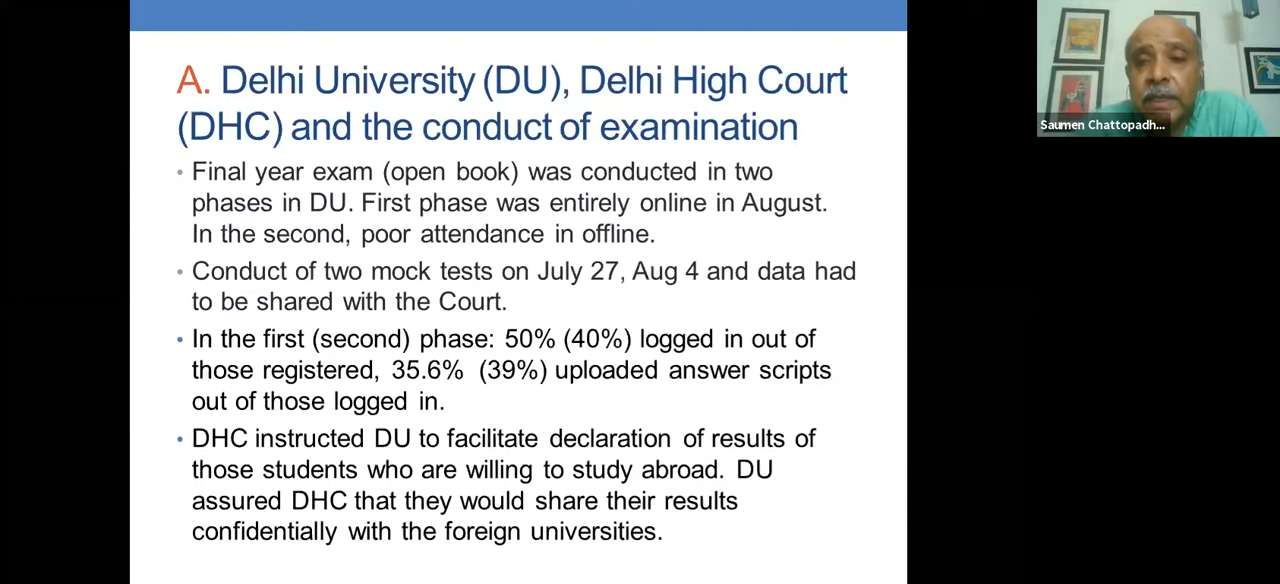 A. Delhi University (DU), Delhi High Court
(DHC) and the conduct of examination
• Final year exam (open book) was conducted in two
phases in DU. First phase was entirely online in August.
In the second, poor attendance in offline.
• Conduct of two mock tests on July 27, Aug 4 and data had
to be shared with the Court.
• In the first (second) phase: 50% (40%) logged in out of
those registered, 35.6% (39%) uploaded answer scripts
out of those logged in.
• DHC instructed DU to facilitate declaration of results of
those students who are willing to study abroad. DU
assured DHC that they would share their results
confidentially with the foreign universities.
Saumen Chattopadh...